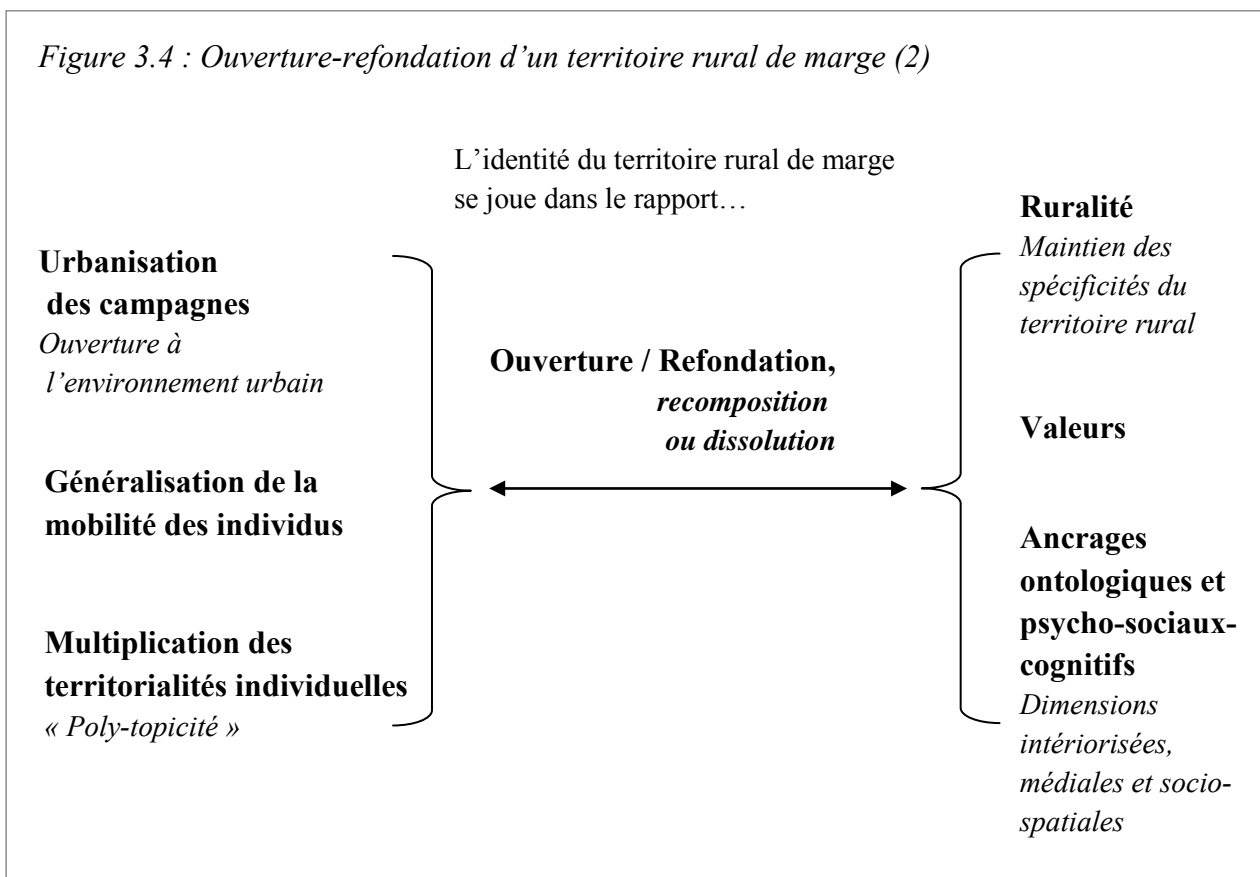 Figure 3.4 : Ouverture-refondation d’un territoire rural de marge (2)
L’identité du territoire rural de marge
se joue dans le rapport…
Urbanisation
des campagnes
Ouverture à
l’environnement urbain
Généralisation de la
mobilité des individus
Multiplication des
territorialités individuelles
« Poly-topicité »
Ouverture / Refondation,
recomposition
ou dissolution
Ruralité
Maintien des
spécificités du
territoire rural
Valeurs
Ancrages
ontologiques et
psycho-sociaux-
cognitifs
Dimensions
intériorisées,
médiales et socio-
spatiales